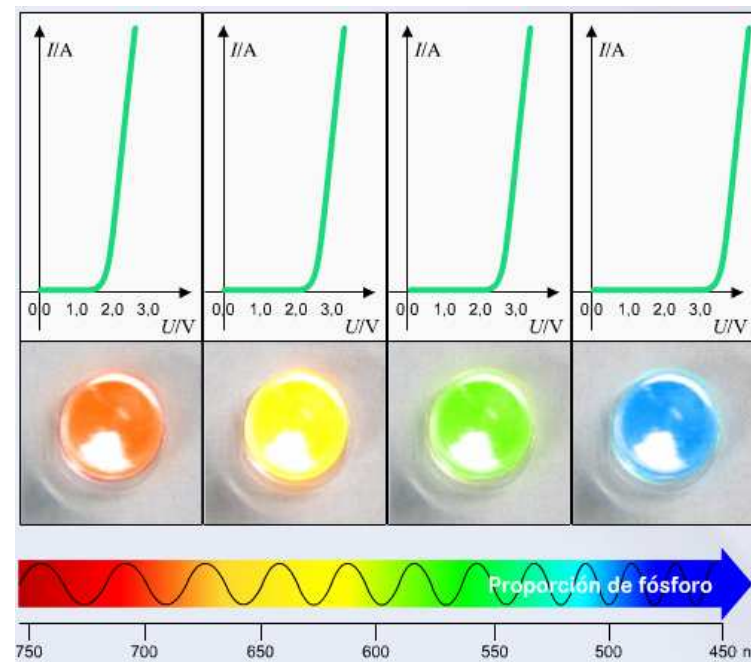 I/A I/A I/A I/A
0,0 1,0 2,0 3,0 0,0 1,0 2,0 3,0 0,0 1,0 2,0 3,0 0,0 1,0 2,0 3,0
U/V U/V U/V U/V
Proporción de fósforo
750 700 650 600 550 500 450 n